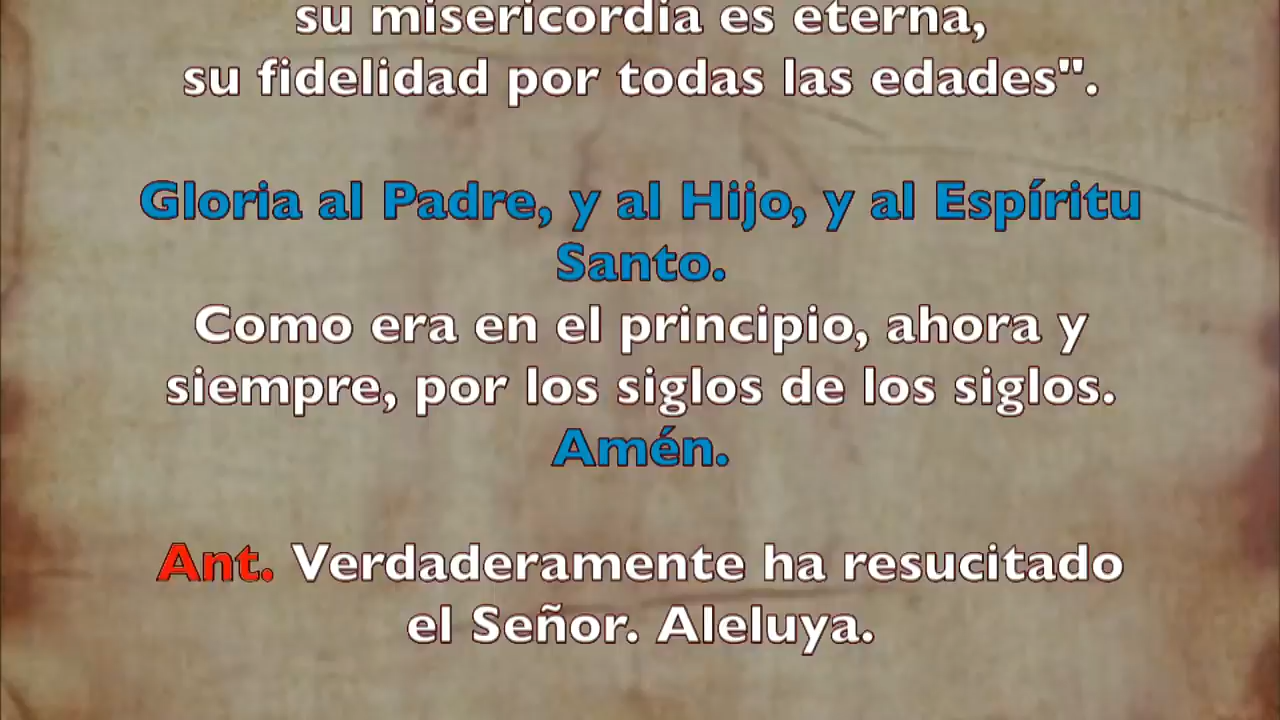 su misericordia es eterna,
su fidelidad por todas las edades".
Gloria al Padre, y al Hijo, y al Espíritu
Santo.
Como era en el principio, ahora y
siempre, por los siglos de los siglos.
Amén.
Ant. Verdaderamente ha resucitado
el Señor. Aleluya.